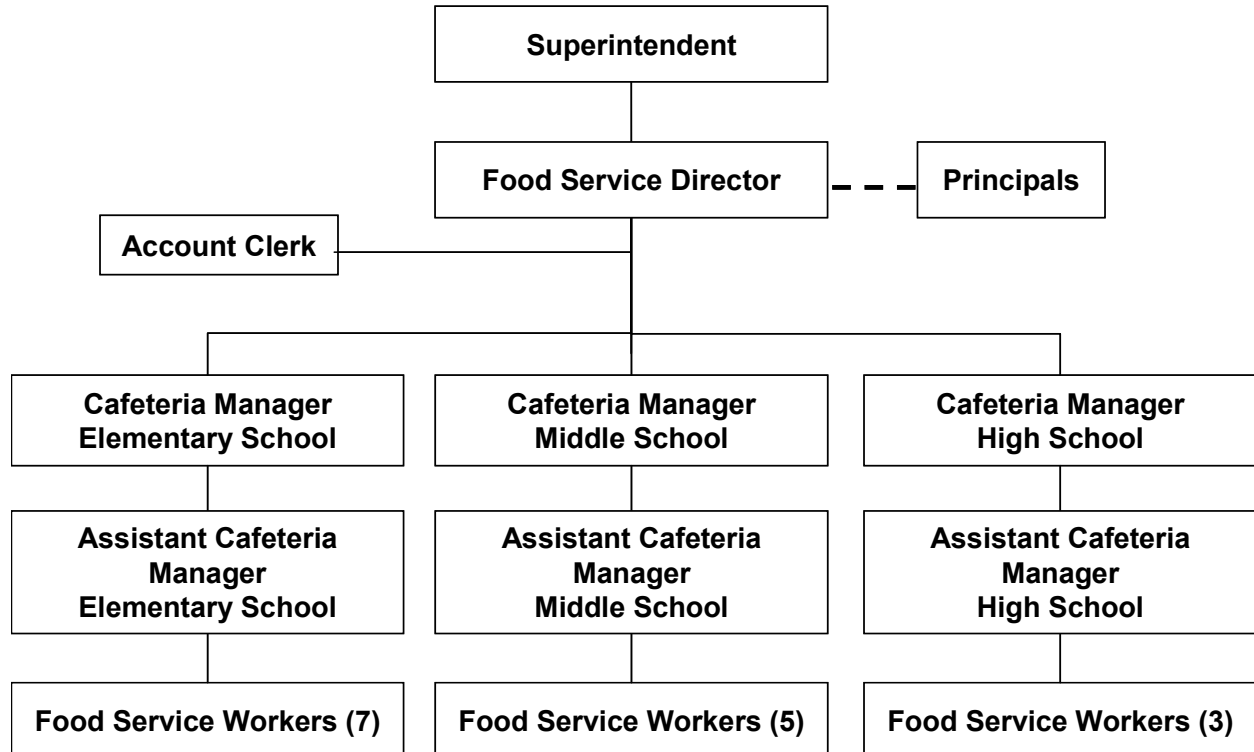 Superintendent
Food Service Director
Principals
Account Clerk
Cafeteria Manager
Elementary School
Cafeteria Manager
Middle School
Cafeteria Manager
High School
Assistant Cafeteria
Manager
Elementary School
Assistant Cafeteria
Manager
Middle School
Assistant Cafeteria
Manager
High School
Food Service Workers (7)
Food Service Workers (5)
Food Service Workers (3)